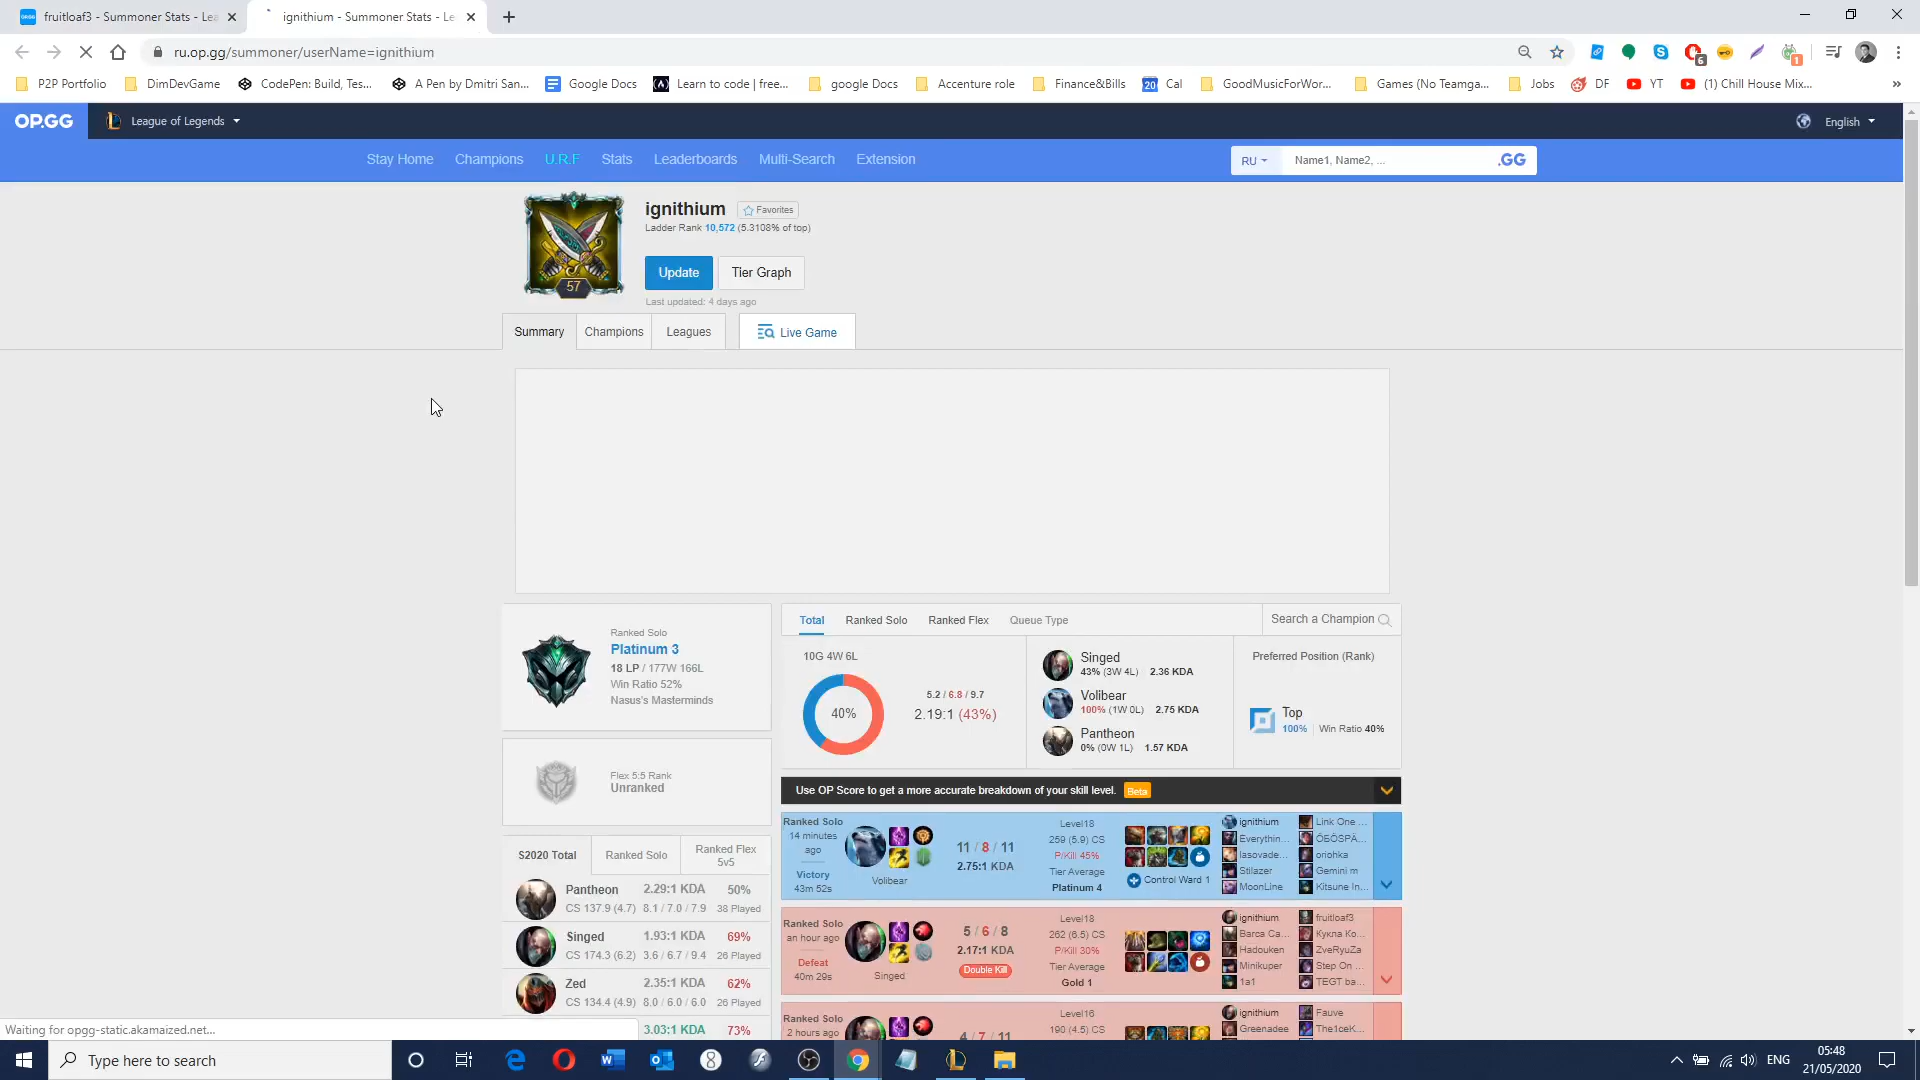 fruitloaf3 - Summoner Stats - Lea
ignithium - Summoner Stats - Le
ru.op.gg/summoner/userName=ignithium
6
1
P2P Portfolio
DimDevGame
CodePen: Build, Tes...
A Pen by Dmitri San...
Google Docs
Learn to code | free...
google Docs
Accenture role
Finance&Bills
20 Cal
GoodMusicForWor...
Games (No Teamga...
Jobs
DF
YT
(1) Chill House Mix...
»
OP.GG
League of Legends
English
Stay Home
Champions
U.R.F
Stats
Leaderboards
Multi-Search
Extension
RU
Name1, Name2, ...
.GG
57
ignithium
Favorites
Ladder Rank 10,572 (5.3108% of top)
Update
Tier Graph
Last updated: 4 days ago
Summary
Champions
Leagues
Live Game
Ranked Solo
Platinum 3
18 LP / 177W 166L
Win Ratio 52%
Nasus's Masterminds
Flex 5:5 Rank
Unranked
S2020 Total
Ranked Solo
Ranked Flex
5v5
Pantheon 2.29:1 KDA 50%
CS 137.9 (4.7) 8.1 / 7.0 / 7.9 38 Played
Singed 1.93:1 KDA 69%
CS 174.3 (6.2) 3.6 / 6.7 / 9.4 26 Played
Zed 2.35:1 KDA 62%
CS 134.4 (4.9) 8.0 / 6.0 / 6.0 26 Played
3.03:1 KDA 73%
Total
Ranked Solo
Ranked Flex
Queue Type
Search a Champion
10G 4W 6L
40%
5.2 / 6.8 / 9.7
2.19:1 (43%)
Singed
43% (3W 4L) 2.36 KDA
Volibear
100% (1W 0L) 2.75 KDA
Pantheon
0% (0W 1L) 1.57 KDA
Preferred Position (Rank)
Top
100% Win Ratio 40%
Use OP Score to get a more accurate breakdown of your skill level. Beta
Ranked Solo
14 minutes
ago
Victory
43m 52s
Volibear
11 / 8 / 11
2.75:1 KDA
Level18
259 (5.9) CS
P/Kill 45%
Tier Average
Platinum 4
Control Ward 1
ignithium Link One ...
Everythin...
Iasovade... oriohka
Stilazer Gemini m
MoonLine Kitsune In...
Ranked Solo
an hour ago
Defeat
40m 29s
Singed
5 / 6 / 8
2.17:1 KDA
Double Kill
Level18
262 (6.5) CS
P/Kill 30%
Tier Average
Gold 1
ignithium fruitloaf3
Barca Ca... Кукла Ко...
Hadouken ZveRyuZa
Minikuper Step On ...
1a1 TEGT ba...
Ranked Solo
2 hours ago
4 / 7 / 11
Level16
190 (4.5) CS
ignithium Fauve
Greenadee The1ceK...
Waiting for opgg-static.akamaized.net...
Type here to search
ENG
05:48
21/05/2020